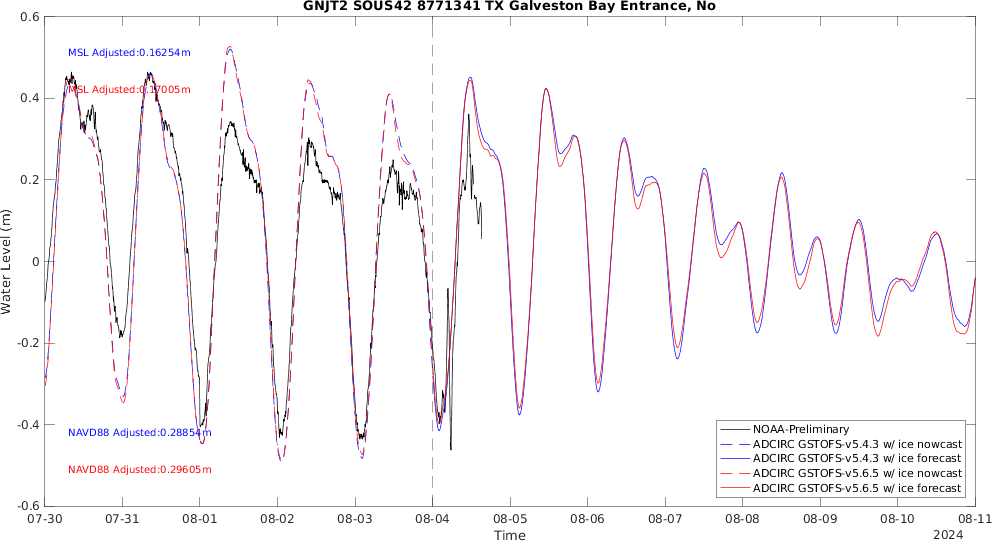 GNJT2 SOUS42 8771341 TX Galveston Bay Entrance, No
0.6
0.4
0.2
0
-0.2
-0.4
-0.6
Water Level (m)
MSL Adjusted:0.16254m
MSL Adjusted:0.17005m
NAVD88 Adjusted:0.28854m
NAVD88 Adjusted:0.29605m
NOAA-Preliminary
ADCIRC GSTOFS-v5.4.3 w/ ice nowcast
ADCIRC GSTOFS-v5.4.3 w/ ice forecast
ADCIRC GSTOFS-v5.6.5 w/ ice nowcast
ADCIRC GSTOFS-v5.6.5 w/ ice forecast
07-30 07-31 08-01 08-02 08-03 08-04 08-05 08-06 08-07 08-08 08-09 08-10 08-11
Time
2024